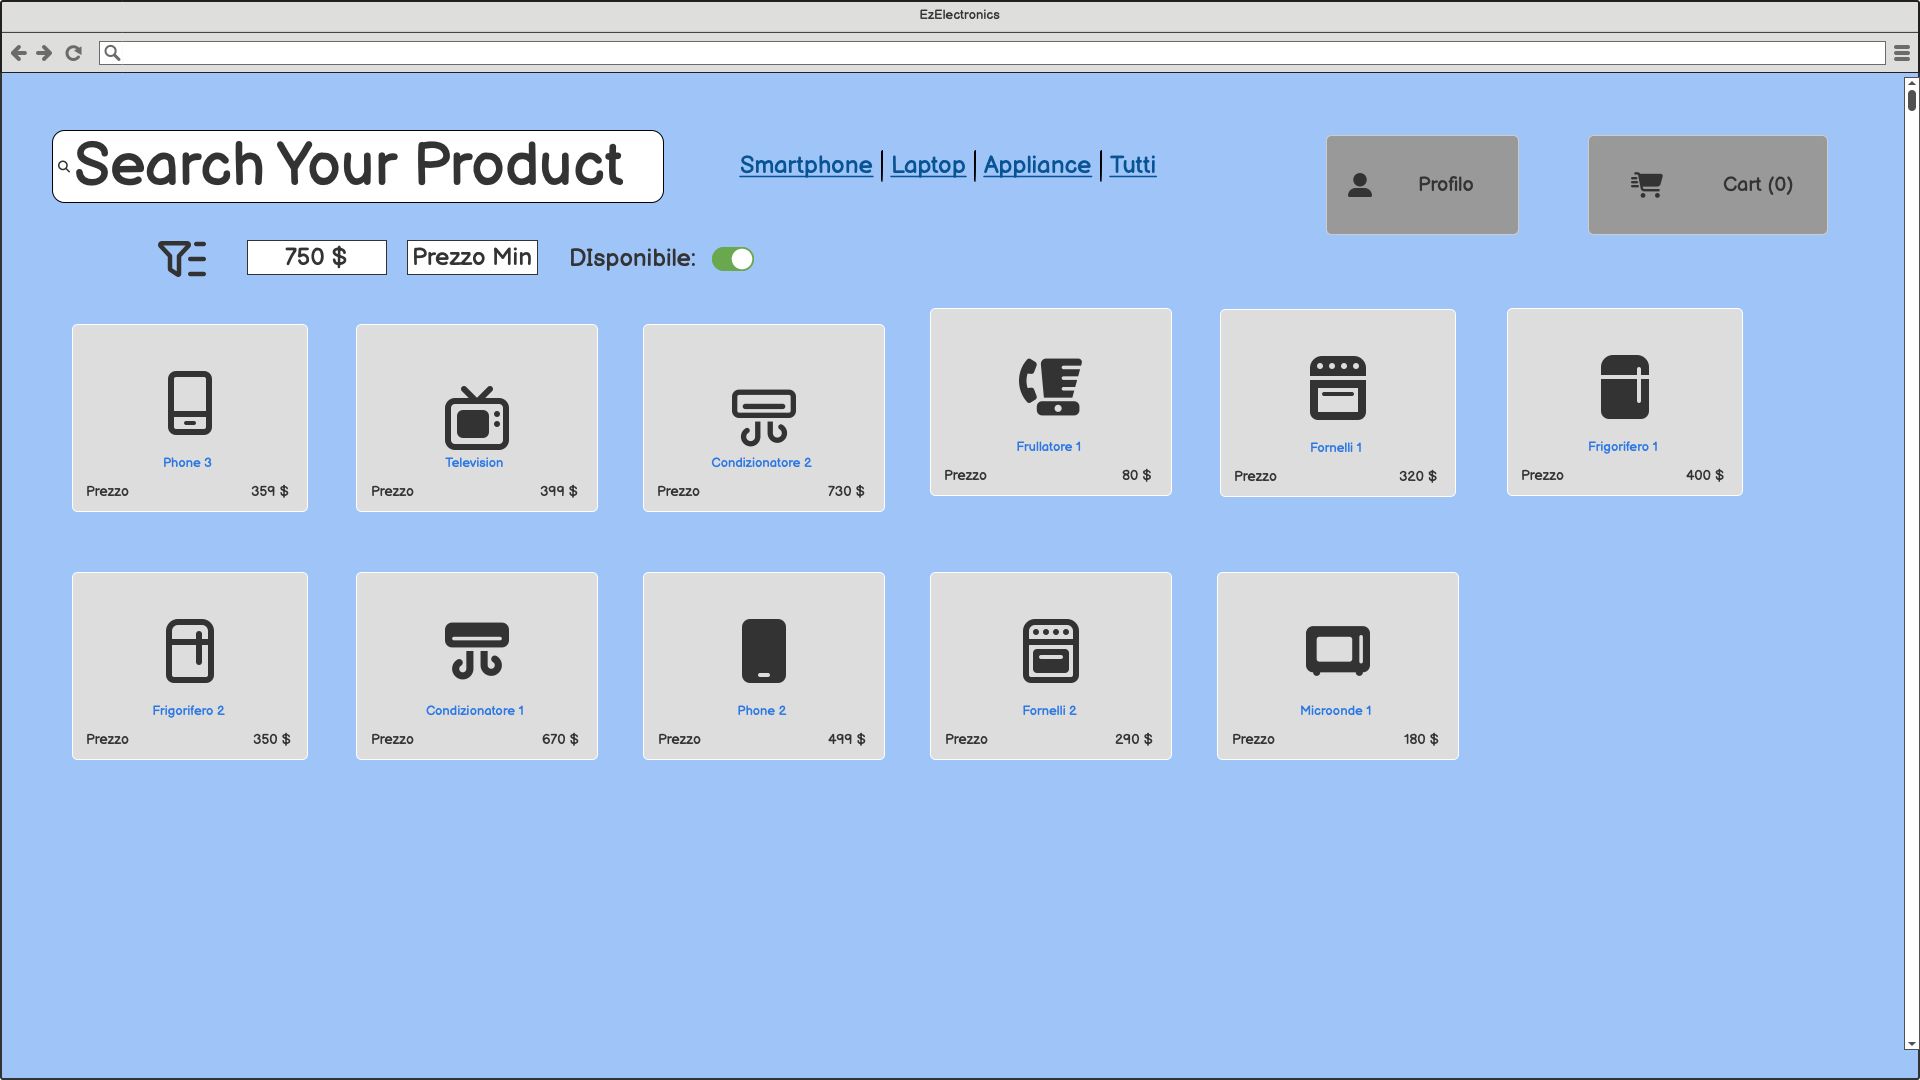 EzElectronics
Search Your Product
Smartphone | Laptop | Appliance | Tutti
Profilo
Cart (0)
750 $
Prezzo Min
DIsponibile:
Phone 3
Prezzo 359 $
Television
Prezzo 399 $
Condizionatore 2
Prezzo 730 $
Frullatore 1
Prezzo 80 $
Fornelli 1
Prezzo 320 $
Frigorifero 1
Prezzo 400 $
Frigorifero 2
Prezzo 350 $
Condizionatore 1
Prezzo 670 $
Phone 2
Prezzo 499 $
Fornelli 2
Prezzo 290 $
Microonde 1
Prezzo 180 $